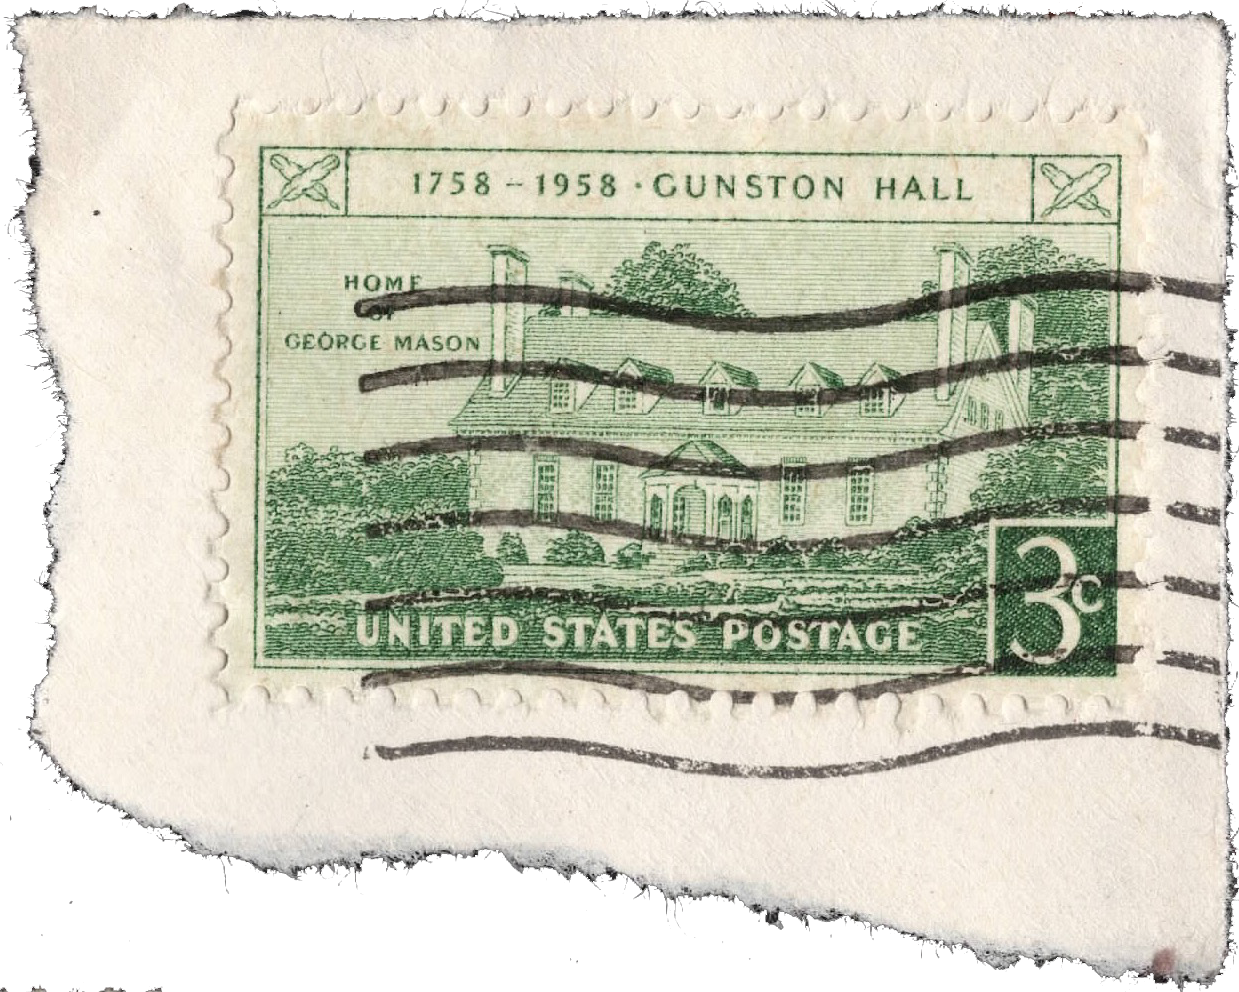 1758 – 1958 · GUNSTON HALL
HOME
OF
GEORGE MASON
3c
UNITED STATES POSTAGE